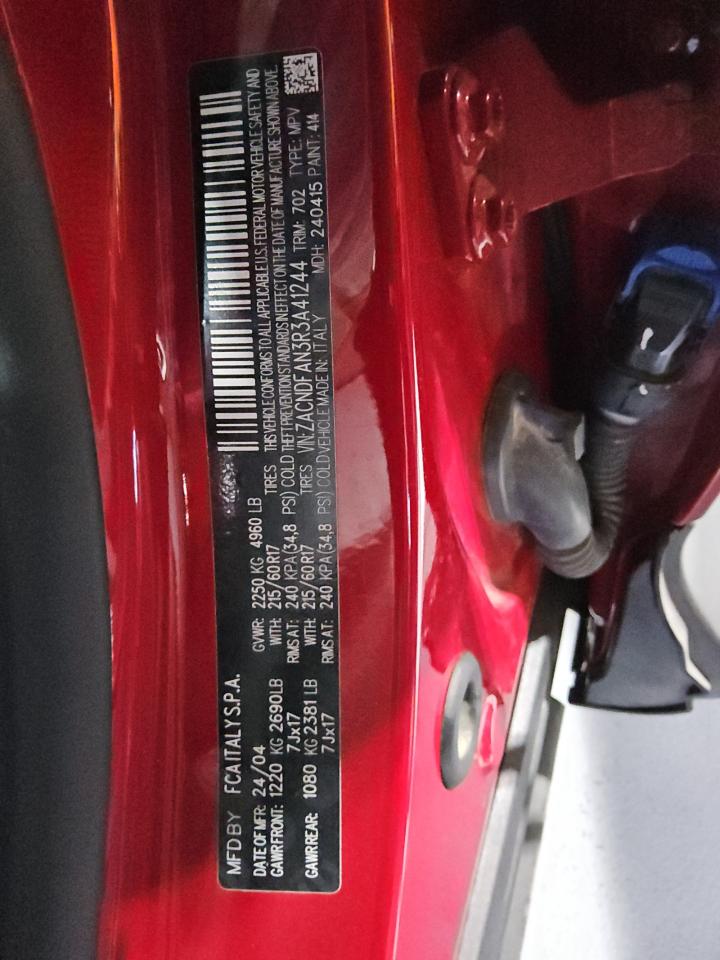 MFD BY FCA ITALY S.P.A.
DATE OF MFR: 24/04 GVWR: 2250 KG 4960 LB
GAWR FRONT: 1220 KG 2690LB WITH: 215/60R17 TIRES THIS VEHICLE CONFORMS TO ALL APPLICABLE U.S. FEDERAL MOTOR VEHICLE SAFETY AND
7Jx17 RIMS AT: 240 KPA(34,8 PSI) COLD THEFT PREVENTION STANDARDS IN EFFECT ON THE DATE OF MANUFACTURE SHOWN ABOVE.
GAWR REAR: 1080 KG 2381 LB WITH: 215/60R17 TIRES VIN: ZACNDFAN3R3A41244 TRIM: 702 TYPE: MPV
7Jx17 RIMS AT: 240 KPA(34,8 PSI) COLD VEHICLE MADE IN: ITALY MDH: 240415 PAINT: 414